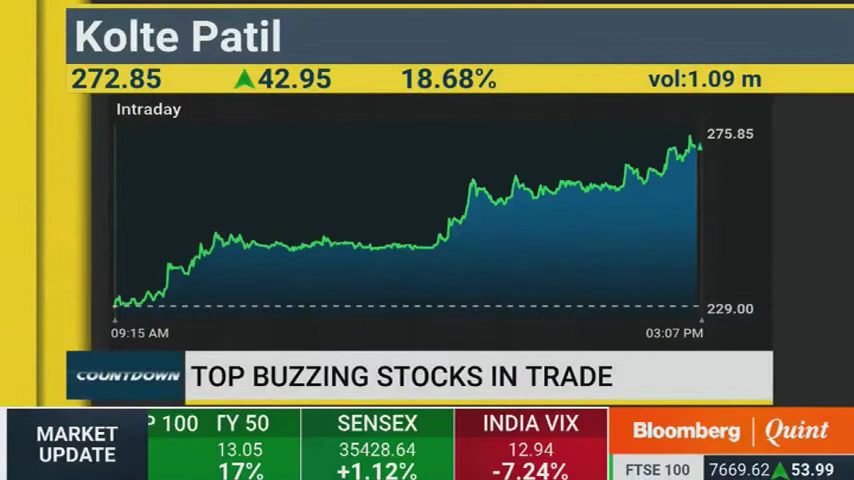 Kolte Patil
272.85 ▲42.95 18.68% vol:1.09 m
Intraday
275.85
229.00
09:15 AM 03:07 PM
COUNTDOWN TOP BUZZING STOCKS IN TRADE
MARKET
UPDATE
P 100 TY 50 SENSEX INDIA VIX
13.05 35428.64 12.94
17% +1.12% -7.24%
Bloomberg | Quint
FTSE 100 7669.62 ▲ 53.99